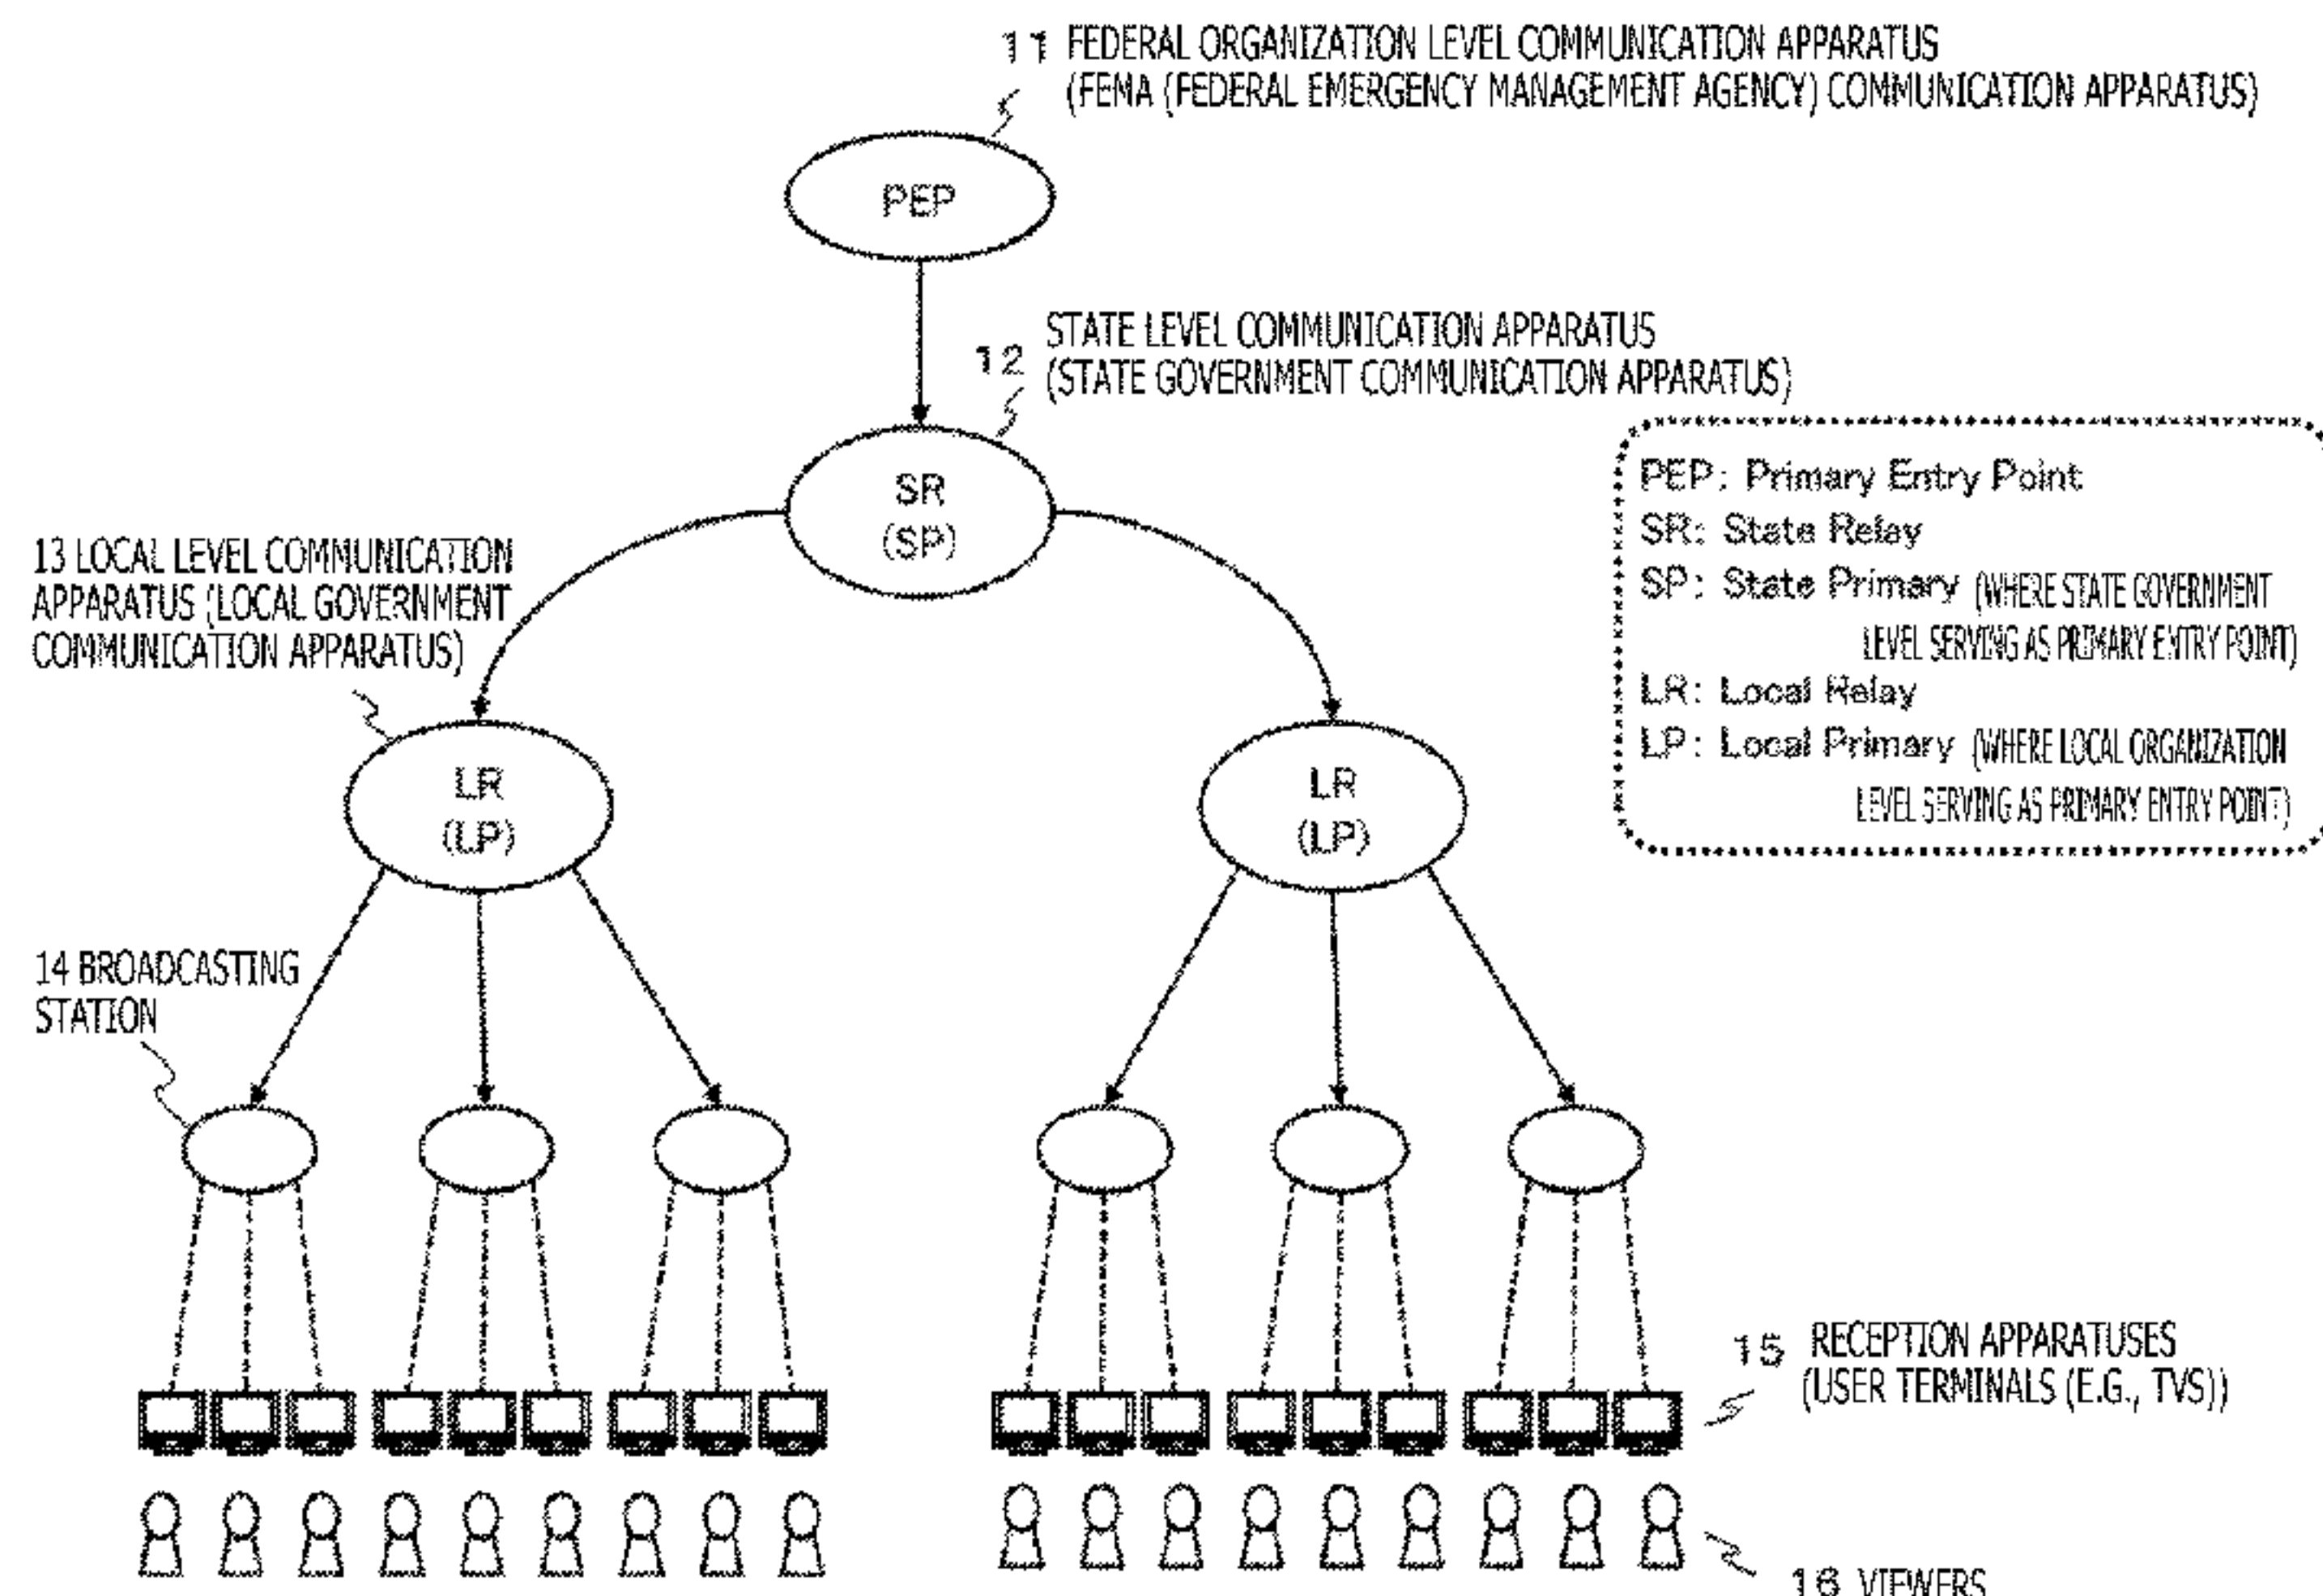 11 FEDERAL ORGANIZATION LEVEL COMMUNICATION APPARATUS
(FEMA (FEDERAL EMERGENCY MANAGEMENT AGENCY) COMMUNICATION APPARATUS)
PEP
STATE LEVEL COMMUNICATION APPARATUS
12 (STATE GOVERNMENT COMMUNICATION APPARATUS)
SR
(SP)
PEP: Primary Entry Point
SR: State Relay
SP: State Primary (WHERE STATE GOVERNMENT
LEVEL SERVING AS PRIMARY ENTRY POINT)
LR: Local Relay
LP: Local Primary (WHERE LOCAL ORGANIZATION
LEVEL SERVING AS PRIMARY ENTRY POINT)
13 LOCAL LEVEL COMMUNICATION
APPARATUS (LOCAL GOVERNMENT
COMMUNICATION APPARATUS)
LR
(LP)
LR
(LP)
14 BROADCASTING
STATION
15 RECEPTION APPARATUSES
(USER TERMINALS (E.G., TVS))
16 VIEWERS